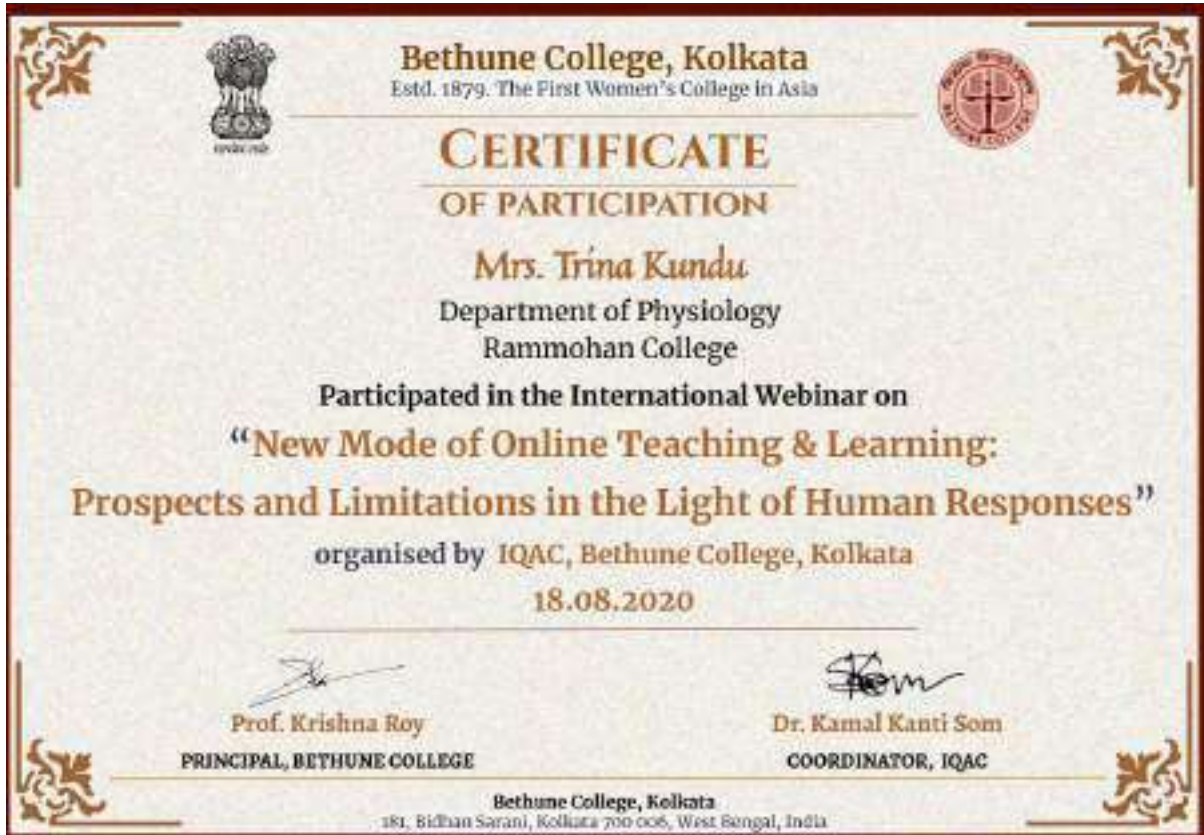 Bethune College, Kolkata
Estd. 1879. The First Women's College in Asia
CERTIFICATE
OF PARTICIPATION
Mrs. Trina Kundu
Department of Physiology
Rammohan College
Participated in the International Webinar on
“New Mode of Online Teaching & Learning:
Prospects and Limitations in the Light of Human Responses”
organised by IQAC, Bethune College, Kolkata
18.08.2020
Prof. Krishna Roy
PRINCIPAL, BETHUNE COLLEGE
Dr. Kamal Kanti Som
COORDINATOR, IQAC
Bethune College, Kolkata
181, Bidhan Sarani, Kolkata 700 006, West Bengal, India
BETHUNE COLLEGE